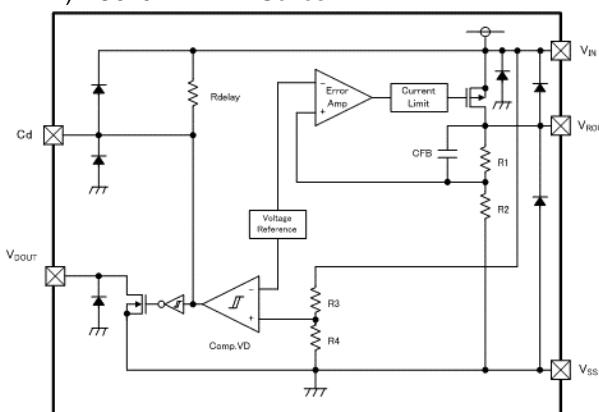 VIN
Rdelay
Error
Amp
Current
Limit
Cd
VROUT
CFB
R1
R2
Voltage
Reference
VDOUT
R3
R4
Comp.VD
VSS